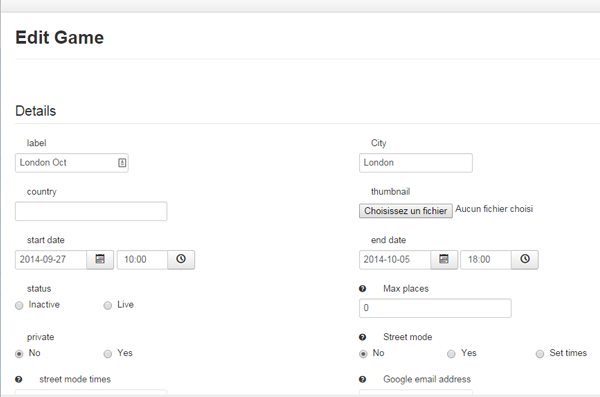 Edit Game
Details
label City
London Oct London
country thumbnail
Choisissez un fichier Aucun fichier choisi
start date end date
2014-09-27 10:00 2014-10-05 18:00
status Max places
Inactive Live 0
private Street mode
No Yes No Yes Set times
street mode times Google email address